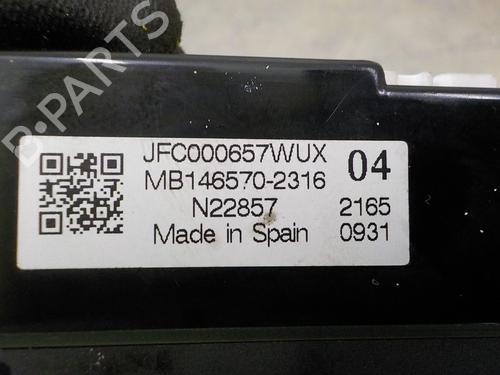 B-PARTS
JFC000657WUX 04
MB146570-2316
N22857 2165
Made in Spain 0931